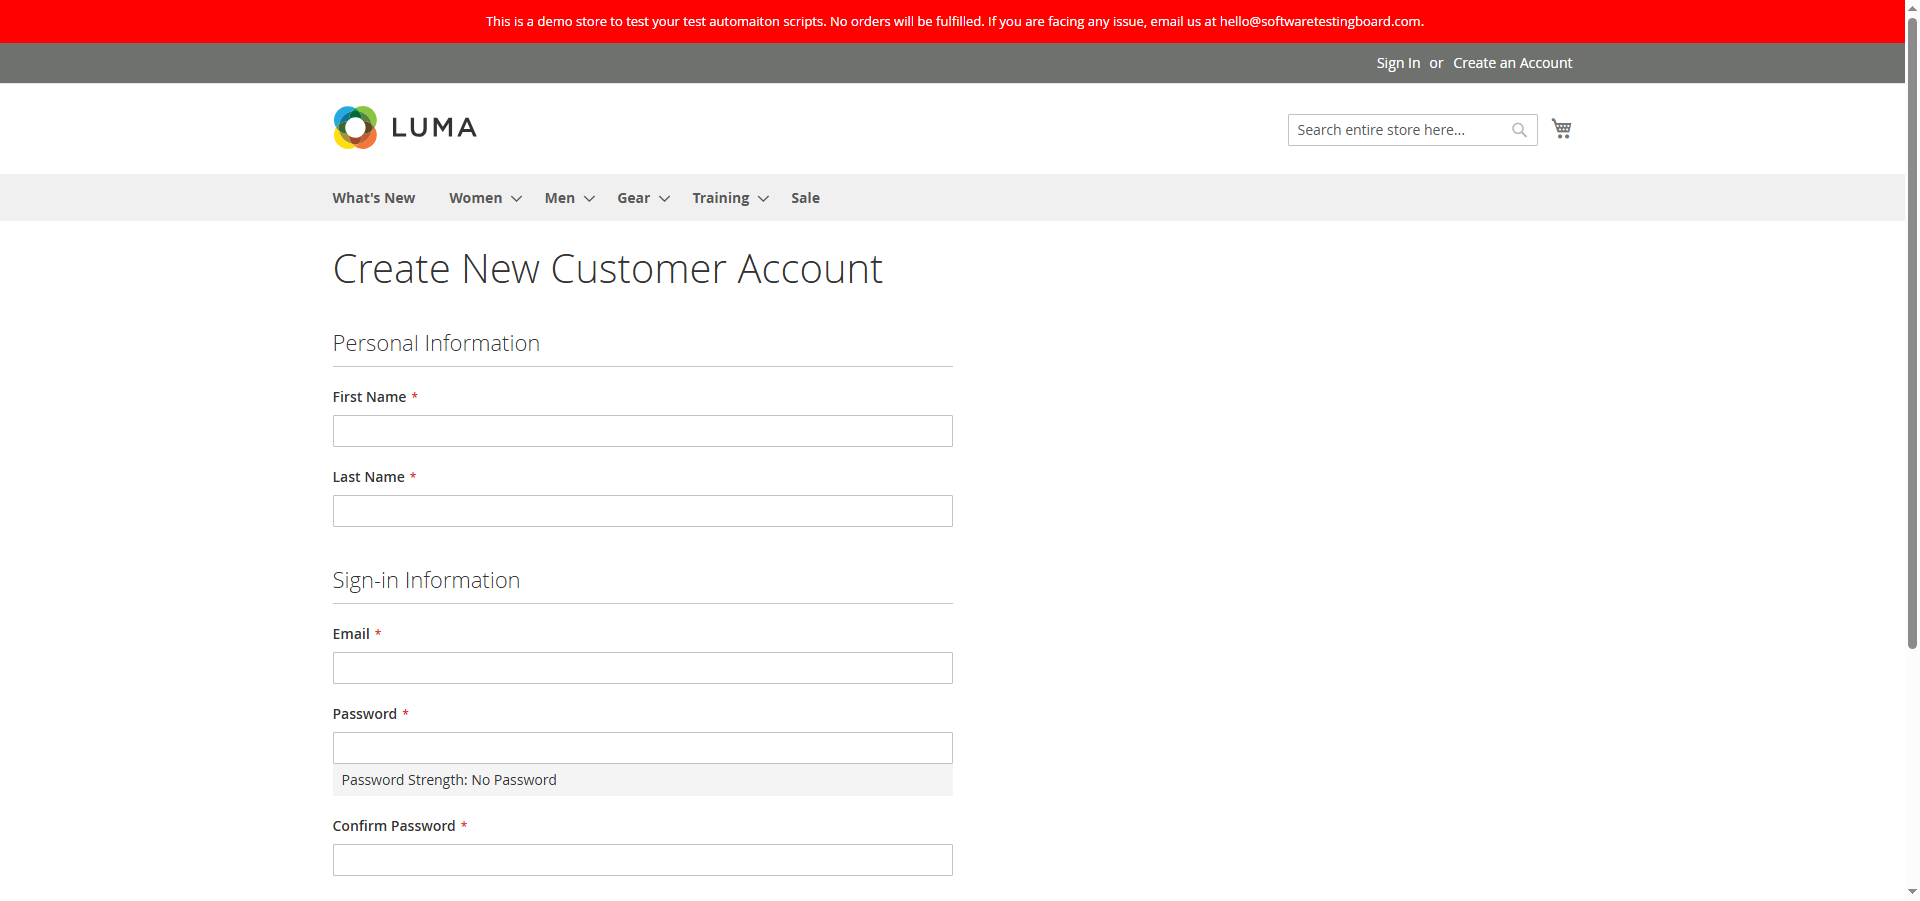 This is a demo store to test your test automaiton scripts. No orders will be fulfilled. If you are facing any issue, email us at hello@softwaretestingboard.com.
Sign In or Create an Account
LUMA
Search entire store here...
What's New Women Men Gear Training Sale
Create New Customer Account
Personal Information
First Name *
Last Name *
Sign-in Information
Email *
Password *
Password Strength: No Password
Confirm Password *